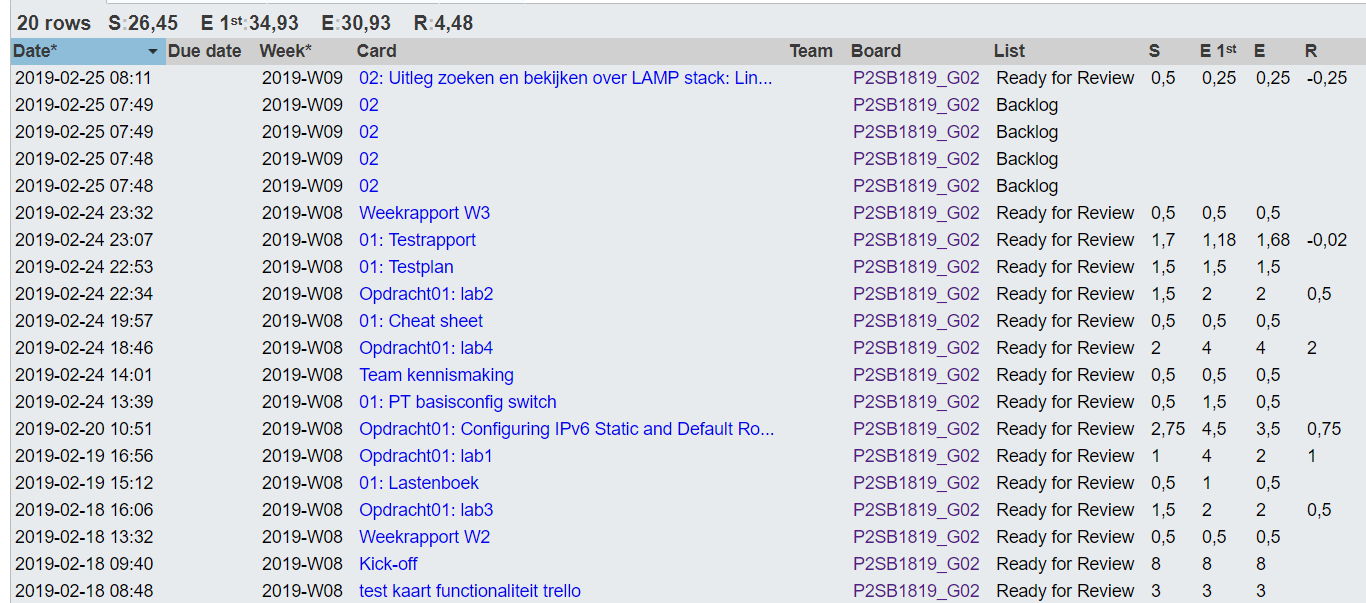 20 rows S:26,45 E 1st:34,93 E:30,93 R:4,48
Date* Due date Week* Card Team Board List S E 1st E R
2019-02-25 08:11 2019-W09 02: Uitleg zoeken en bekijken over LAMP stack: Lin... P2SB1819_G02 Ready for Review 0,5 0,25 0,25 -0,25
2019-02-25 07:49 2019-W09 02 P2SB1819_G02 Backlog
2019-02-25 07:49 2019-W09 02 P2SB1819_G02 Backlog
2019-02-25 07:48 2019-W09 02 P2SB1819_G02 Backlog
2019-02-25 07:48 2019-W09 02 P2SB1819_G02 Backlog
2019-02-24 23:32 2019-W08 Weekrapport W3 P2SB1819_G02 Ready for Review 0,5 0,5 0,5
2019-02-24 23:07 2019-W08 01: Testrapport P2SB1819_G02 Ready for Review 1,7 1,18 1,68 -0,02
2019-02-24 22:53 2019-W08 01: Testplan P2SB1819_G02 Ready for Review 1,5 1,5 1,5
2019-02-24 22:34 2019-W08 Opdracht01: lab2 P2SB1819_G02 Ready for Review 1,5 2 2 0,5
2019-02-24 19:57 2019-W08 01: Cheat sheet P2SB1819_G02 Ready for Review 0,5 0,5 0,5
2019-02-24 18:46 2019-W08 Opdracht01: lab4 P2SB1819_G02 Ready for Review 2 4 4 2
2019-02-24 14:01 2019-W08 Team kennismaking P2SB1819_G02 Ready for Review 0,5 0,5 0,5
2019-02-24 13:39 2019-W08 01: PT basisconfig switch P2SB1819_G02 Ready for Review 0,5 1,5 0,5
2019-02-20 10:51 2019-W08 Opdracht01: Configuring IPv6 Static and Default Ro... P2SB1819_G02 Ready for Review 2,75 4,5 3,5 0,75
2019-02-19 16:56 2019-W08 Opdracht01: lab1 P2SB1819_G02 Ready for Review 1 4 2 1
2019-02-19 15:12 2019-W08 01: Lastenboek P2SB1819_G02 Ready for Review 0,5 1 0,5
2019-02-18 16:06 2019-W08 Opdracht01: lab3 P2SB1819_G02 Ready for Review 1,5 2 2 0,5
2019-02-18 13:32 2019-W08 Weekrapport W2 P2SB1819_G02 Ready for Review 0,5 0,5 0,5
2019-02-18 09:40 2019-W08 Kick-off P2SB1819_G02 Ready for Review 8 8 8
2019-02-18 08:48 2019-W08 test kaart functionaliteit trello P2SB1819_G02 Ready for Review 3 3 3